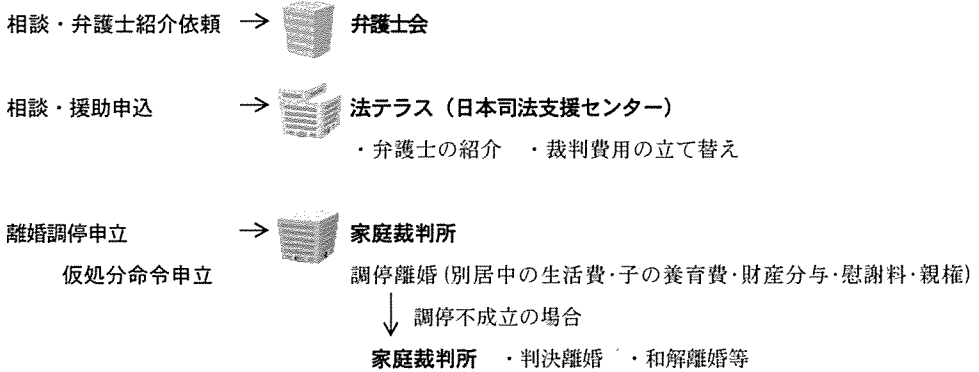 相談・弁護士紹介依頼 → 弁護士会
相談・援助申込 → 法テラス（日本司法支援センター）
・弁護士の紹介 ・裁判費用の立て替え
離婚調停申立 → 家庭裁判所
仮処分命令申立 調停離婚（別居中の生活費・子の養育費・財産分与・慰謝料・親権）
↓ 調停不成立の場合
家庭裁判所 ・判決離婚 ・和解離婚等